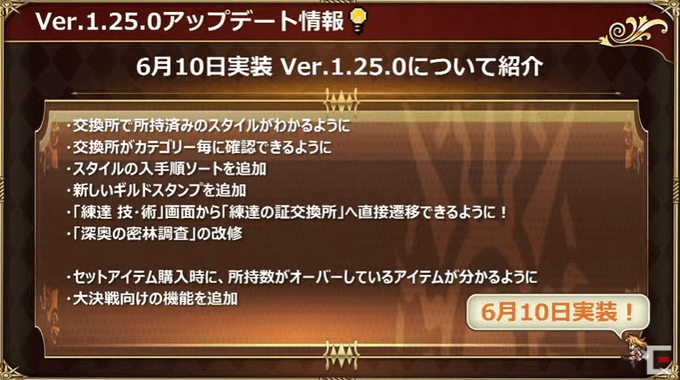 Ver.1.25.0アップデート情報
6月10日実装 Ver.1.25.0について紹介
・交換所で所持済みのスタイルがわかるように
・交換所がカテゴリー毎に確認できるように
・スタイルの入手順ソートを追加
・新しいギルドスタンプを追加
・「練達 技・術」画面から「練達の証交換所」へ直接遷移できるように！
・「深奥の密林調査」の改修
・セットアイテム購入時に、所持数がオーバーしているアイテムが分かるように
・大決戦向けの機能を追加
6月10日実装！